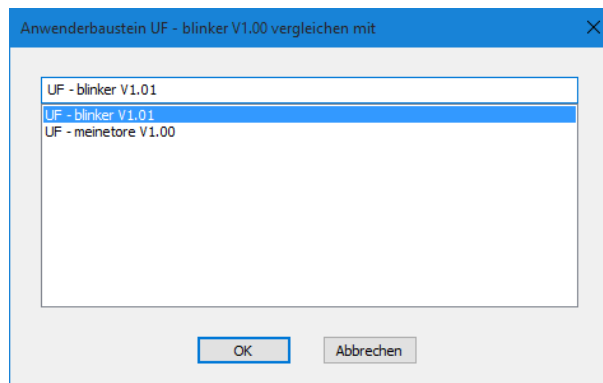 Anwenderbaustein UF - blinker V1.00 vergleichen mit
UF - blinker V1.01
UF - blinker V1.01
UF - meinetore V1.00
OK
Abbrechen